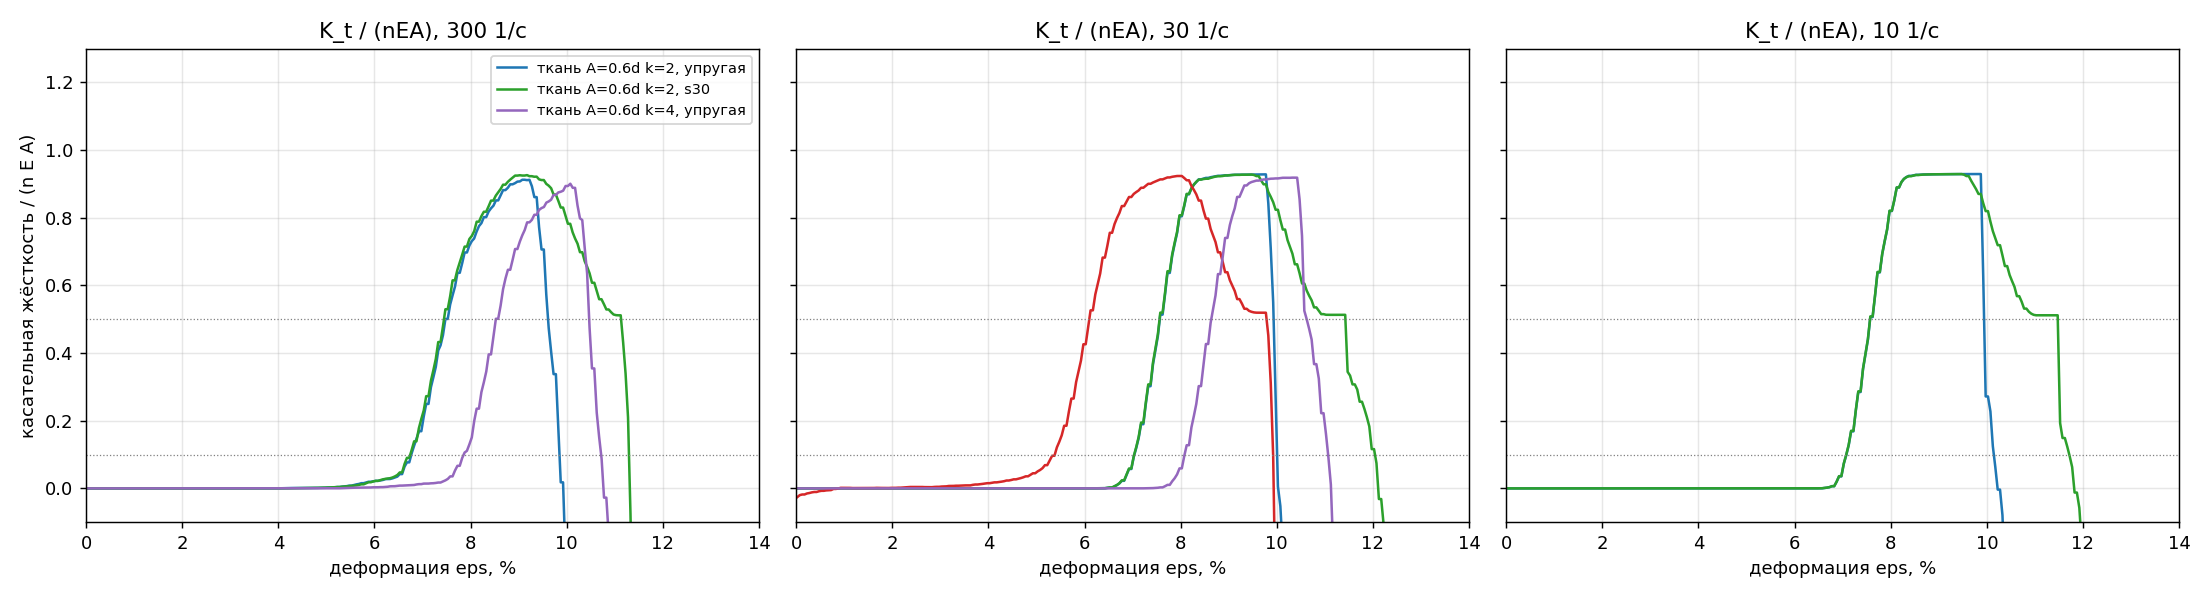 K_t / (nEA), 300 1/c
K_t / (nEA), 30 1/c
K_t / (nEA), 10 1/c
касательная жёсткость / (n E A)
1.2
1.0
0.8
0.6
0.4
0.2
0.0
ткань A=0.6d k=2, упругая
ткань A=0.6d k=2, s30
ткань A=0.6d k=4, упругая
0 2 4 6 8 10 12 14
0 2 4 6 8 10 12 14
0 2 4 6 8 10 12 14
деформация eps, %
деформация eps, %
деформация eps, %